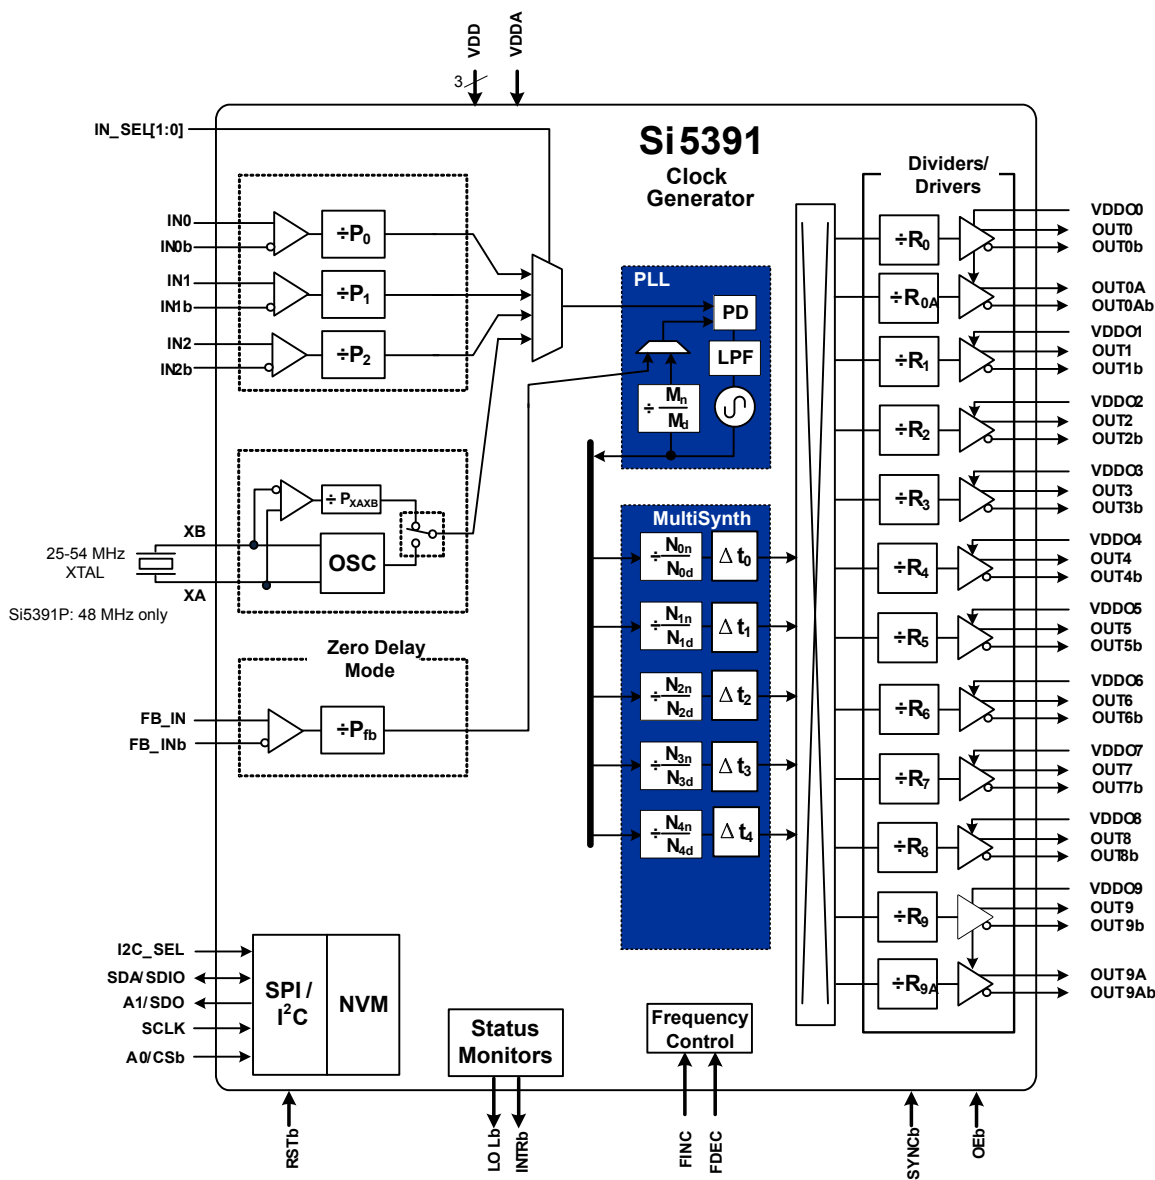 VDD
VDDA
3
IN_SEL[1:0]
Si5391
Clock
Generator
Dividers/
Drivers
IN0
IN0b
÷P0
IN1
IN1b
÷P1
IN2
IN2b
÷P2
PLL
PD
LPF
÷ Mn
Md
XB
25-54 MHz
XTAL
XA
Si5391P: 48 MHz only
÷ PXAXB
OSC
Zero Delay
Mode
FB_IN
FB_INb
÷Pfb
MultiSynth
÷ N0n
N0d
Δ t0
÷ N1n
N1d
Δ t1
÷ N2n
N2d
Δ t2
÷ N3n
N3d
Δ t3
÷ N4n
N4d
Δ t4
÷R0
VDDO0
OUT0
OUT0b
÷R0A
OUT0A
OUT0Ab
÷R1
VDDO1
OUT1
OUT1b
÷R2
VDDO2
OUT2
OUT2b
÷R3
VDDO3
OUT3
OUT3b
÷R4
VDDO4
OUT4
OUT4b
÷R5
VDDO5
OUT5
OUT5b
÷R6
VDDO6
OUT6
OUT6b
÷R7
VDDO7
OUT7
OUT7b
÷R8
VDDO8
OUT8
OUT8b
÷R9
VDDO9
OUT9
OUT9b
÷R9A
OUT9A
OUT9Ab
I2C_SEL
SDA/SDIO
A1/SDO
SCLK
A0/CSb
SPI /
I²C
NVM
Status
Monitors
Frequency
Control
RSTb
LOLb
INTRb
FINC
FDEC
SYNCb
OEb